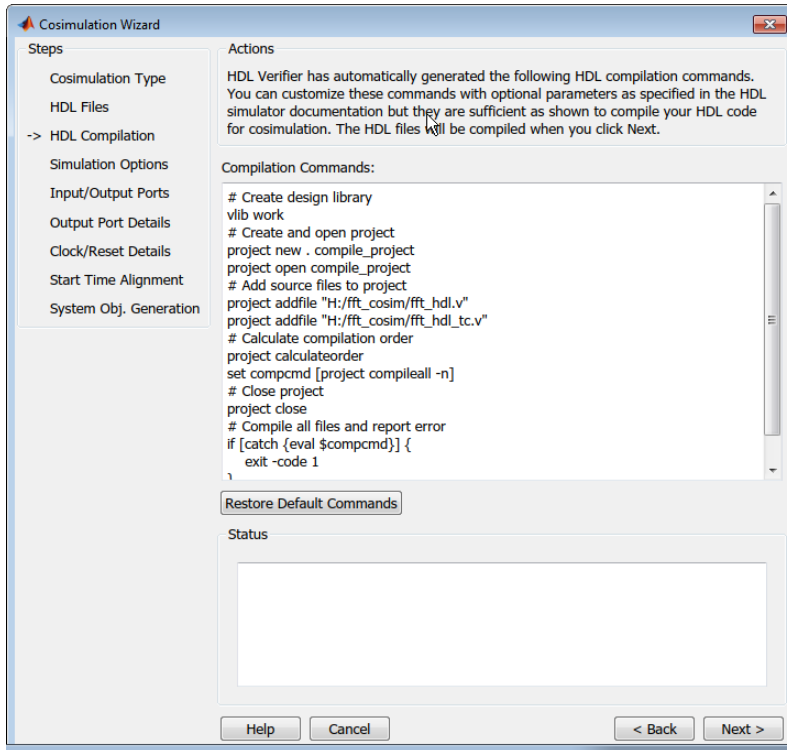 Cosimulation Wizard
Steps
Cosimulation Type
HDL Files
-> HDL Compilation
Simulation Options
Input/Output Ports
Output Port Details
Clock/Reset Details
Start Time Alignment
System Obj. Generation
Actions
HDL Verifier has automatically generated the following HDL compilation commands.
You can customize these commands with optional parameters as specified in the HDL
simulator documentation but they are sufficient as shown to compile your HDL code
for cosimulation. The HDL files will be compiled when you click Next.
Compilation Commands:
# Create design library
vlib work
# Create and open project
project new . compile_project
project open compile_project
# Add source files to project
project addfile "H:/fft_cosim/fft_hdl.v"
project addfile "H:/fft_cosim/fft_hdl_tc.v"
# Calculate compilation order
project calculateorder
set compcmd [project compileall -n]
# Close project
project close
# Compile all files and report error
if [catch {eval $compcmd}] {
exit -code 1
}
Restore Default Commands
Status
Help
Cancel
< Back
Next >